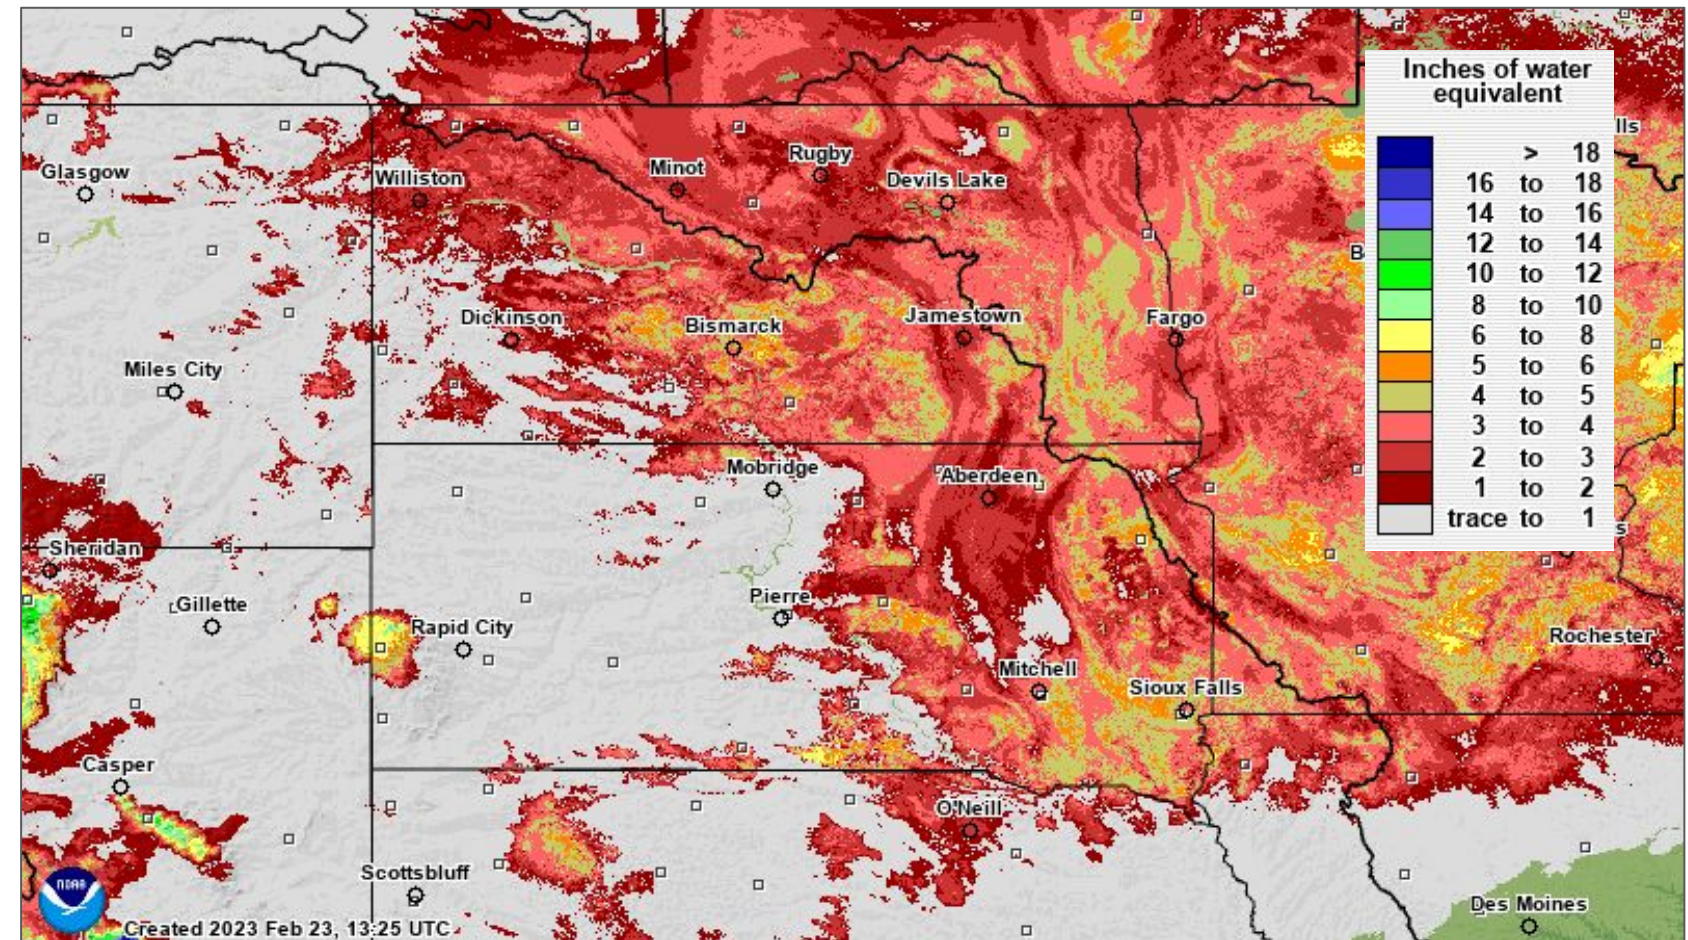 Inches of water
equivalent
> 18
16 to 18
14 to 16
12 to 14
10 to 12
8 to 10
6 to 8
5 to 6
4 to 5
3 to 4
2 to 3
1 to 2
trace to 1
lls
Rugby
Minot
Glasgow
Williston
Devils Lake
B
Dickinson
Bismarck
Jamestown
Fargo
Miles City
Mobridge
Aberdeen
s
Sheridan
Gillette
Pierre
Rapid City
Rochester
Mitchell
Sioux Falls
Casper
O'Neill
Scottsbluff
NOAA
Des Moines
Created 2023 Feb 23, 13:25 UTC